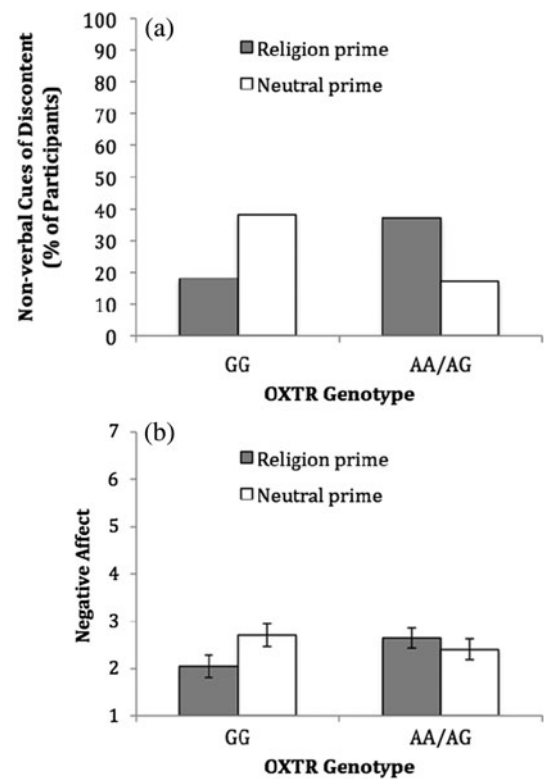 (a)
Religion prime
Neutral prime
Non-verbal Cues of Discontent
(% of Participants)
100
90
80
70
60
50
40
30
20
10
0
GG
AA/AG
OXTR Genotype
(b)
Religion prime
Neutral prime
Negative Affect
7
6
5
4
3
2
1
GG
AA/AG
OXTR Genotype